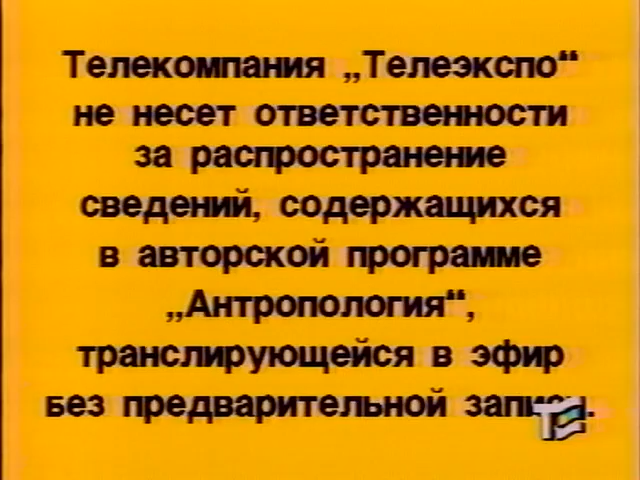 Телекомпания „Телеэкспо“
не несет ответственности
за распространение
сведений, содержащихся
в авторской программе
„Антропология“,
транслирующейся в эфир
без предварительной